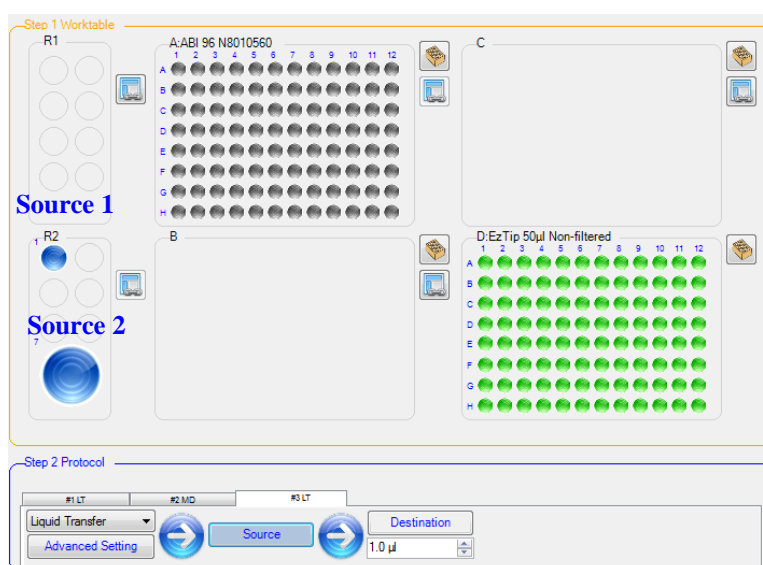 Step 1 Worktable
R1
A:ABI 96 N8010560
1 2 3 4 5 6 7 8 9 10 11 12
A
B
C
D
E
F
G
H
C
Source 1
R2
1
7
Source 2
B
D:EzTip 50µl Non-filtered
1 2 3 4 5 6 7 8 9 10 11 12
A
B
C
D
E
F
G
H
Step 2 Protocol
#1 LT #2 MD #3 LT
Liquid Transfer
Advanced Setting
Source
Destination
1.0 µl